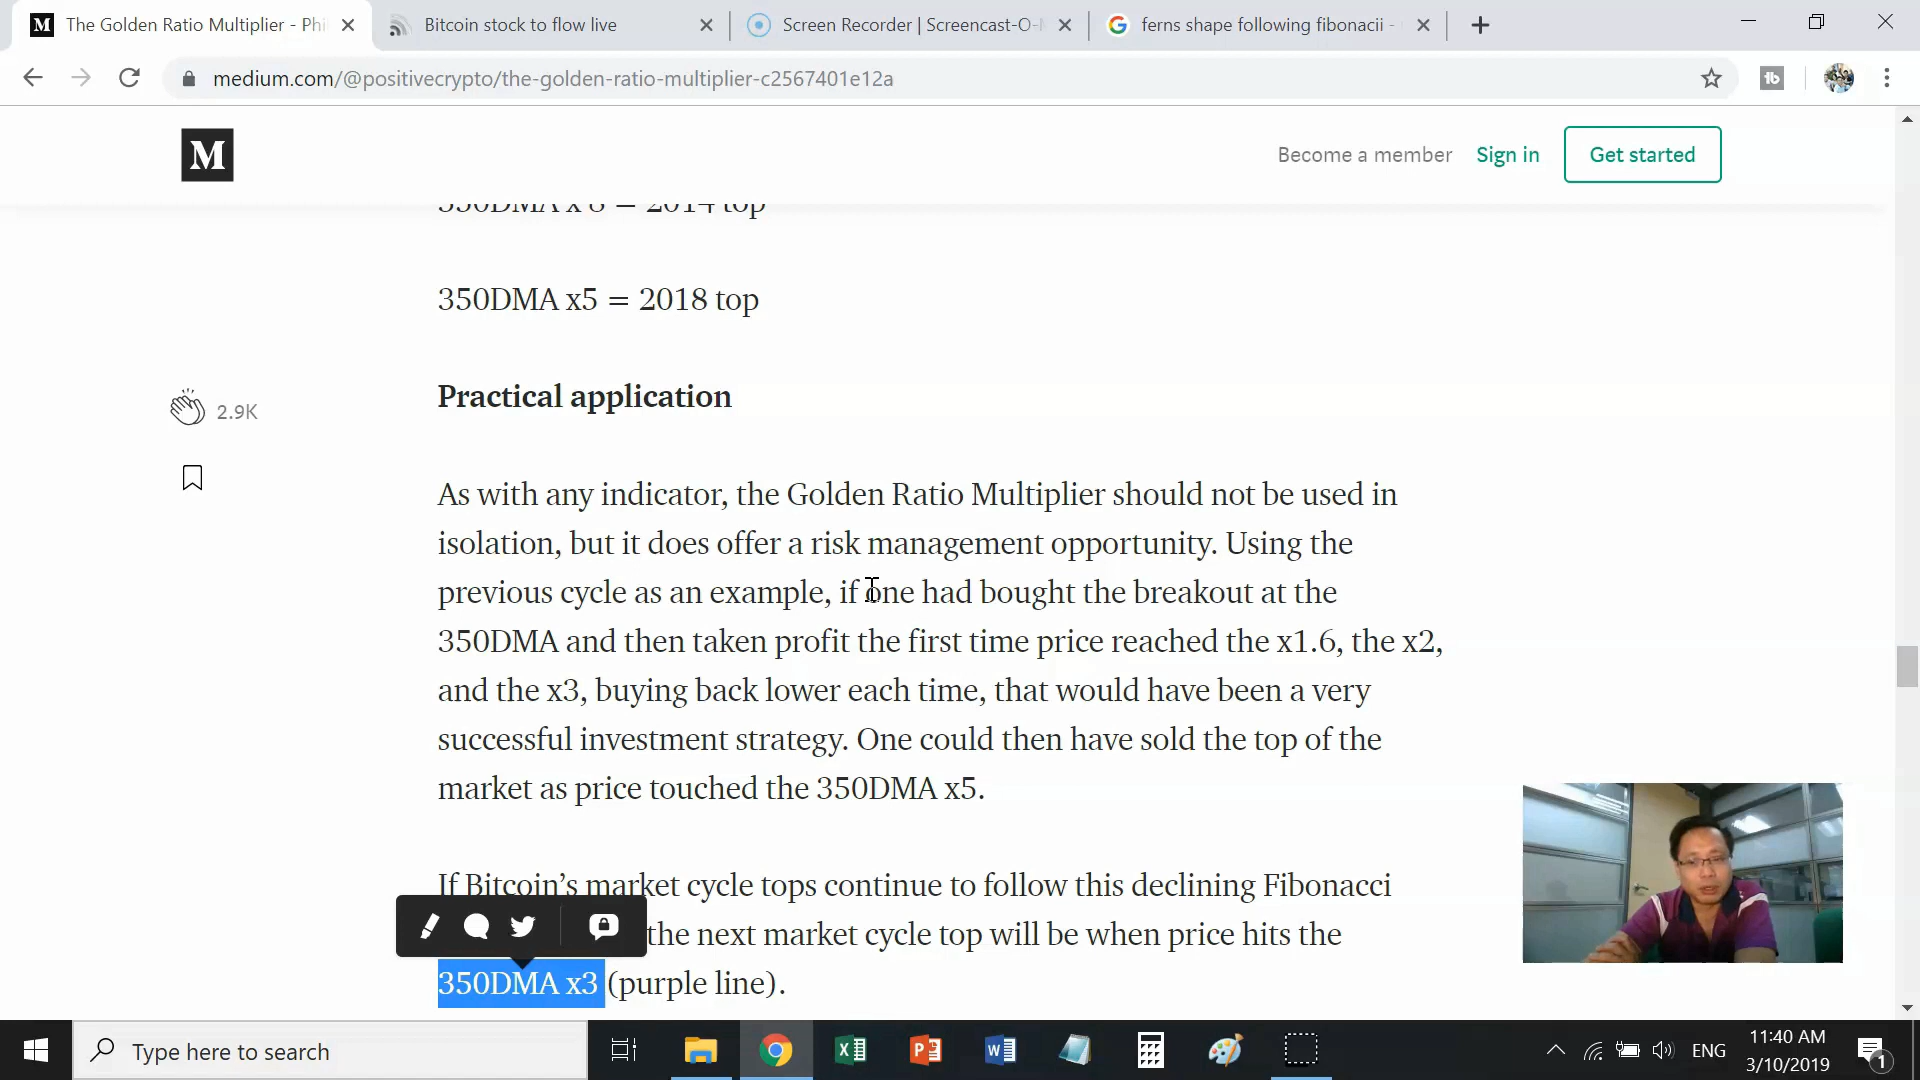 The Golden Ratio Multiplier - Phi
Bitcoin stock to flow live
Screen Recorder | Screencast-O-
ferns shape following fibonacii -
medium.com/@positivecrypto/the-golden-ratio-multiplier-c2567401e12a
M
Become a member
Sign in
Get started
350DMA x 8 = 2014 top
350DMA x5 = 2018 top
Practical application
2.9K
As with any indicator, the Golden Ratio Multiplier should not be used in
isolation, but it does offer a risk management opportunity. Using the
previous cycle as an example, if one had bought the breakout at the
350DMA and then taken profit the first time price reached the x1.6, the x2,
and the x3, buying back lower each time, that would have been a very
successful investment strategy. One could then have sold the top of the
market as price touched the 350DMA x5.
If Bitcoin’s market cycle tops continue to follow this declining Fibonacci
the next market cycle top will be when price hits the
350DMA x3 (purple line).
Type here to search
ENG
11:40 AM
3/10/2019
1